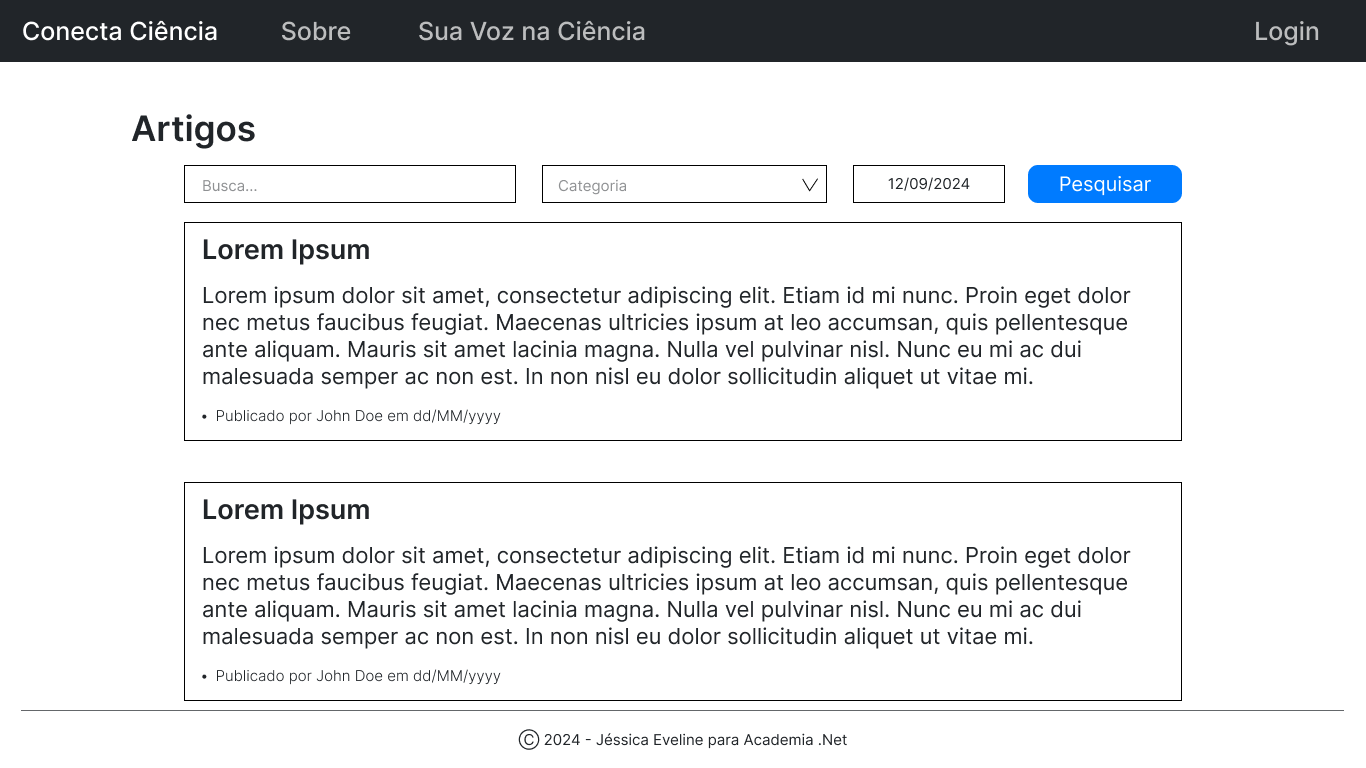 Conecta Ciência Sobre Sua Voz na Ciência Login
Artigos
Busca... Categoria 12/09/2024 Pesquisar
Lorem Ipsum
Lorem ipsum dolor sit amet, consectetur adipiscing elit. Etiam id mi nunc. Proin eget dolor
nec metus faucibus feugiat. Maecenas ultricies ipsum at leo accumsan, quis pellentesque
ante aliquam. Mauris sit amet lacinia magna. Nulla vel pulvinar nisl. Nunc eu mi ac dui
malesuada semper ac non est. In non nisl eu dolor sollicitudin aliquet ut vitae mi.
• Publicado por John Doe em dd/MM/yyyy
Lorem Ipsum
Lorem ipsum dolor sit amet, consectetur adipiscing elit. Etiam id mi nunc. Proin eget dolor
nec metus faucibus feugiat. Maecenas ultricies ipsum at leo accumsan, quis pellentesque
ante aliquam. Mauris sit amet lacinia magna. Nulla vel pulvinar nisl. Nunc eu mi ac dui
malesuada semper ac non est. In non nisl eu dolor sollicitudin aliquet ut vitae mi.
• Publicado por John Doe em dd/MM/yyyy
© 2024 - Jéssica Eveline para Academia .Net